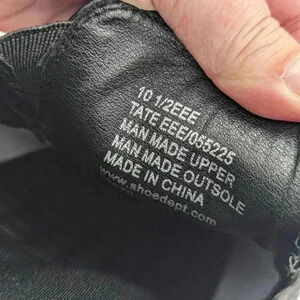 10 1/2EEE
TATE EEE/055225
MAN MADE UPPER
MAN MADE OUTSOLE
MADE IN CHINA
www.shoedept.com